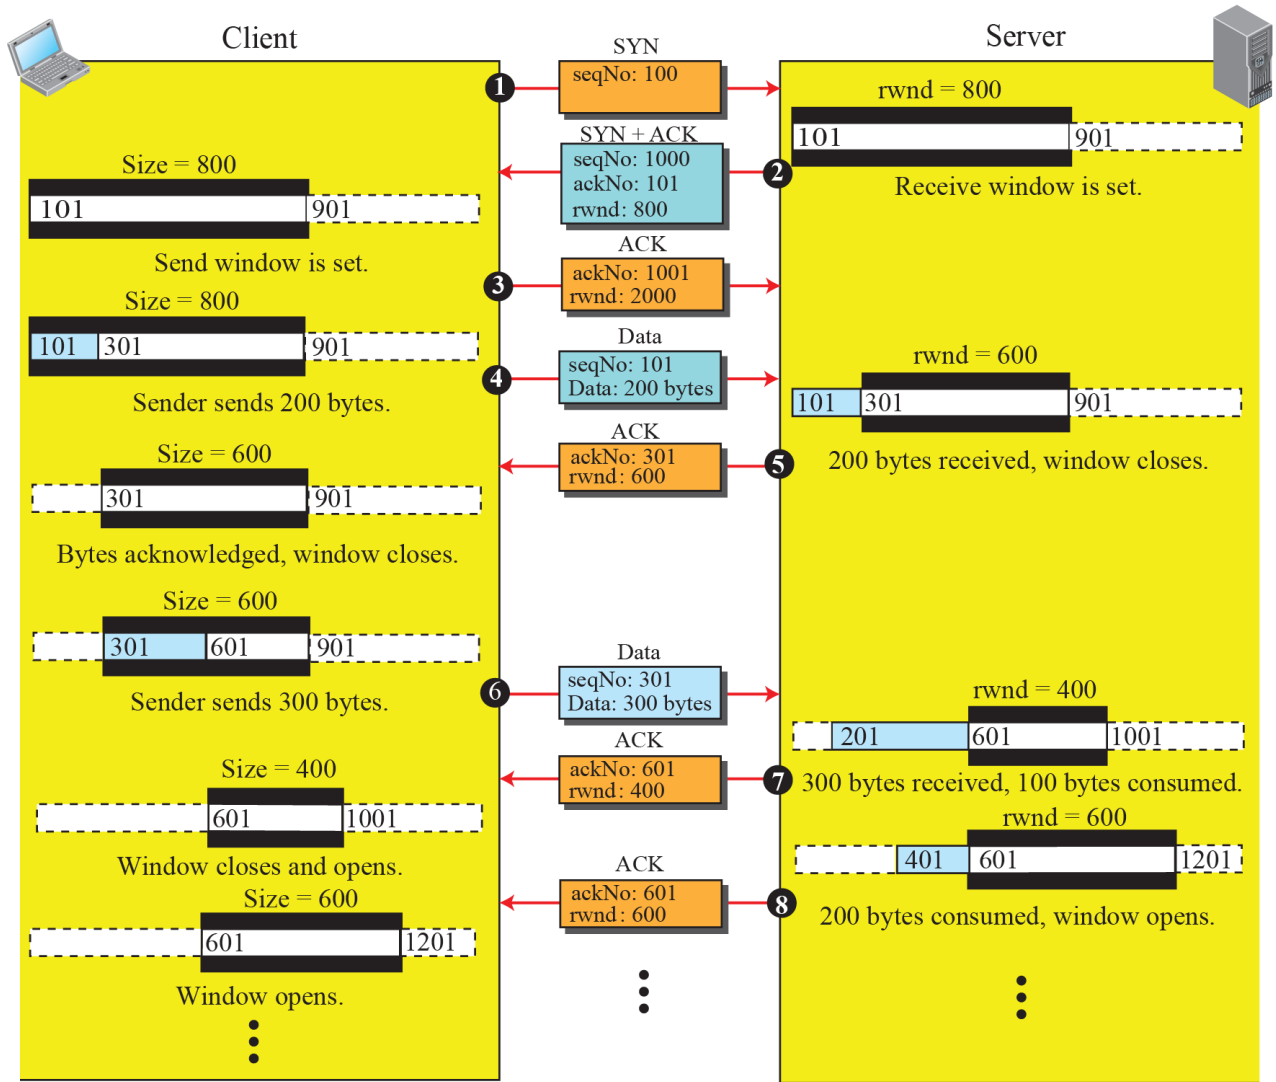 Client
Server
SYN
1
seqNo: 100
rwnd = 800
101
901
Receive window is set.
SYN + ACK
2
seqNo: 1000
ackNo: 101
rwnd: 800
Size = 800
101
901
Send window is set.
ACK
3
ackNo: 1001
rwnd: 2000
Size = 800
101
301
901
Sender sends 200 bytes.
Data
4
seqNo: 101
Data: 200 bytes
rwnd = 600
101
301
901
200 bytes received, window closes.
ACK
5
ackNo: 301
rwnd: 600
Size = 600
301
901
Bytes acknowledged, window closes.
Size = 600
301
601
901
Sender sends 300 bytes.
Data
6
seqNo: 301
Data: 300 bytes
rwnd = 400
201
601
1001
300 bytes received, 100 bytes consumed.
ACK
7
ackNo: 601
rwnd: 400
Size = 400
601
1001
Window closes and opens.
rwnd = 600
401
601
1201
200 bytes consumed, window opens.
ACK
8
ackNo: 601
rwnd: 600
Size = 600
601
1201
Window opens.